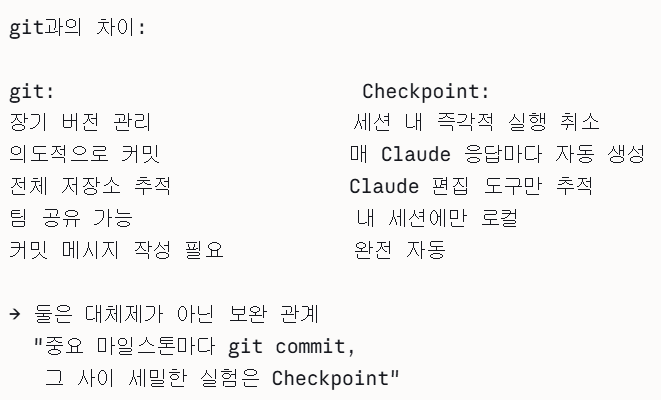 git과의 차이:
git: Checkpoint:
장기 버전 관리 세션 내 즉각적 실행 취소
의도적으로 커밋 매 Claude 응답마다 자동 생성
전체 저장소 추적 Claude 편집 도구만 추적
팀 공유 가능 내 세션에만 로컬
커밋 메시지 작성 필요 완전 자동
→ 둘은 대체제가 아닌 보완 관계
"중요 마일스톤마다 git commit,
그 사이 세밀한 실험은 Checkpoint"